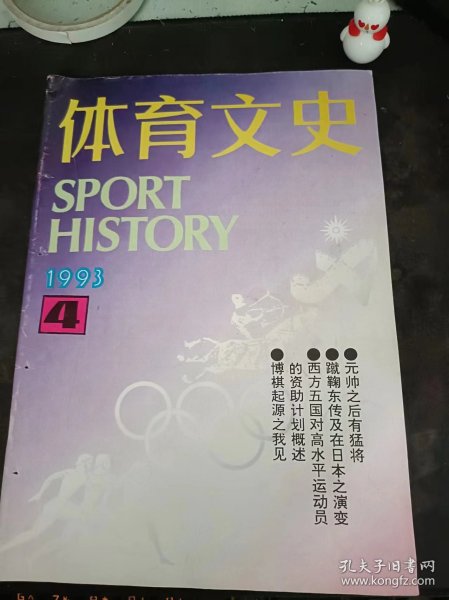 体育文史
SPORT
HISTORY
1993
4
●元帅之后有猛将
●蹴鞠东传及在日本之演变
●西方五国对高水平运动员
的资助计划概述
●博棋起源之我见
孔夫子旧书网
www.kongfz.com